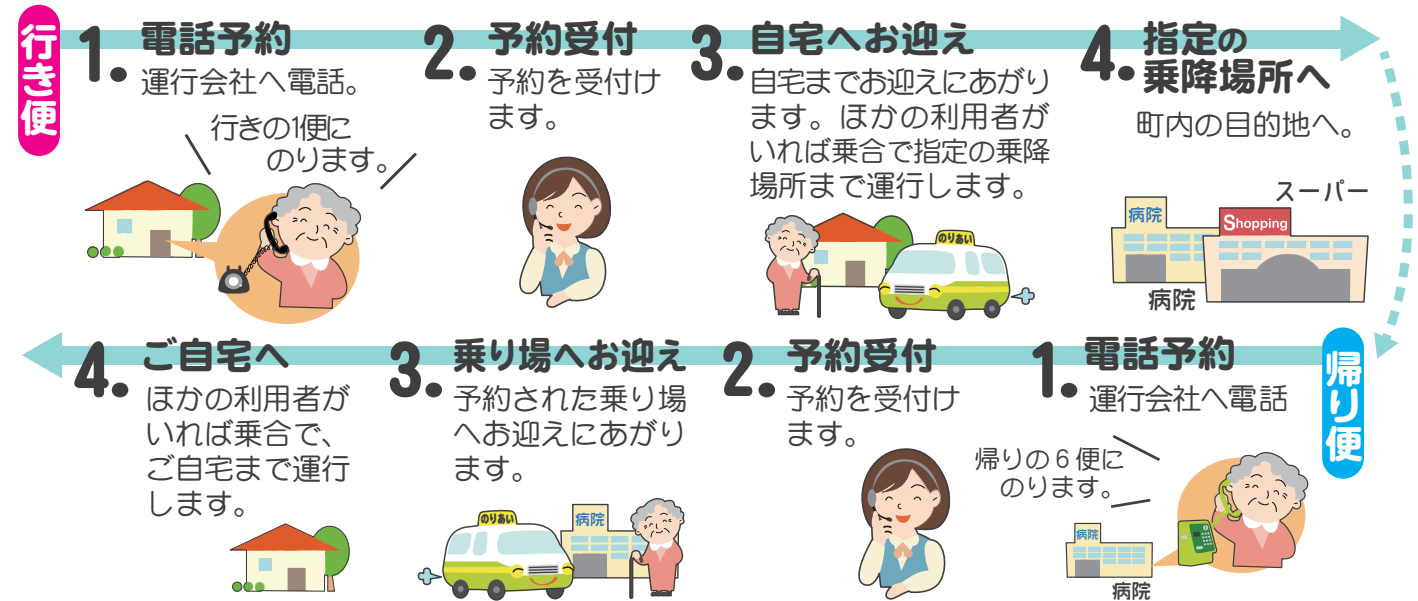 行き便
1. 電話予約
運行会社へ電話。
行きの1便に
のります。
2. 予約受付
予約を受付け
ます。
3. 自宅へお迎え
自宅までお迎えにあがり
ます。ほかの利用者が
いれば乗合で指定の乗降
場所まで運行します。
のりあい
4. 指定の
乗降場所へ
町内の目的地へ。
スーパー
病院
Shopping
病院
帰り便
1. 電話予約
運行会社へ電話
帰りの6便に
のります。
病院
病院
2. 予約受付
予約を受付け
ます。
3. 乗り場へお迎え
予約された乗り場
へお迎えにあがり
ます。
のりあい
病院
4. ご自宅へ
ほかの利用者が
いれば乗合で、
ご自宅まで運行
します。